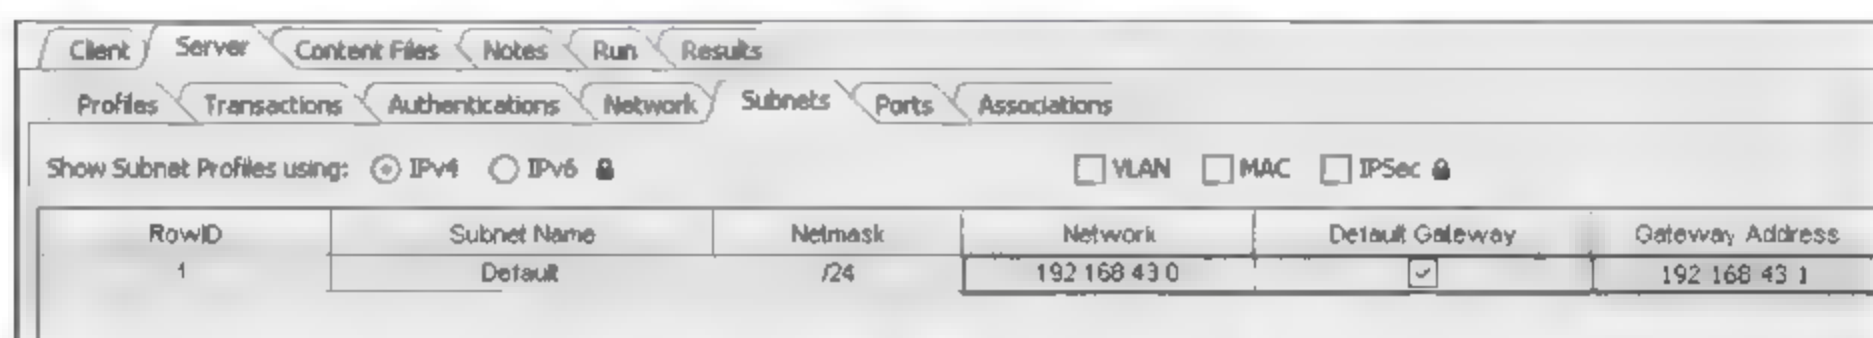 Client Server Content Files Notes Run Results
Profiles Transactions Authentications Network Subnets Ports Associations
Show Subnet Profiles using: IPv4 IPv6 VLAN MAC IPSec
RowID Subnet Name Netmask Network Default Gateway Gateway Address
1 Default /24 192 168 43 0 192 168 43 1